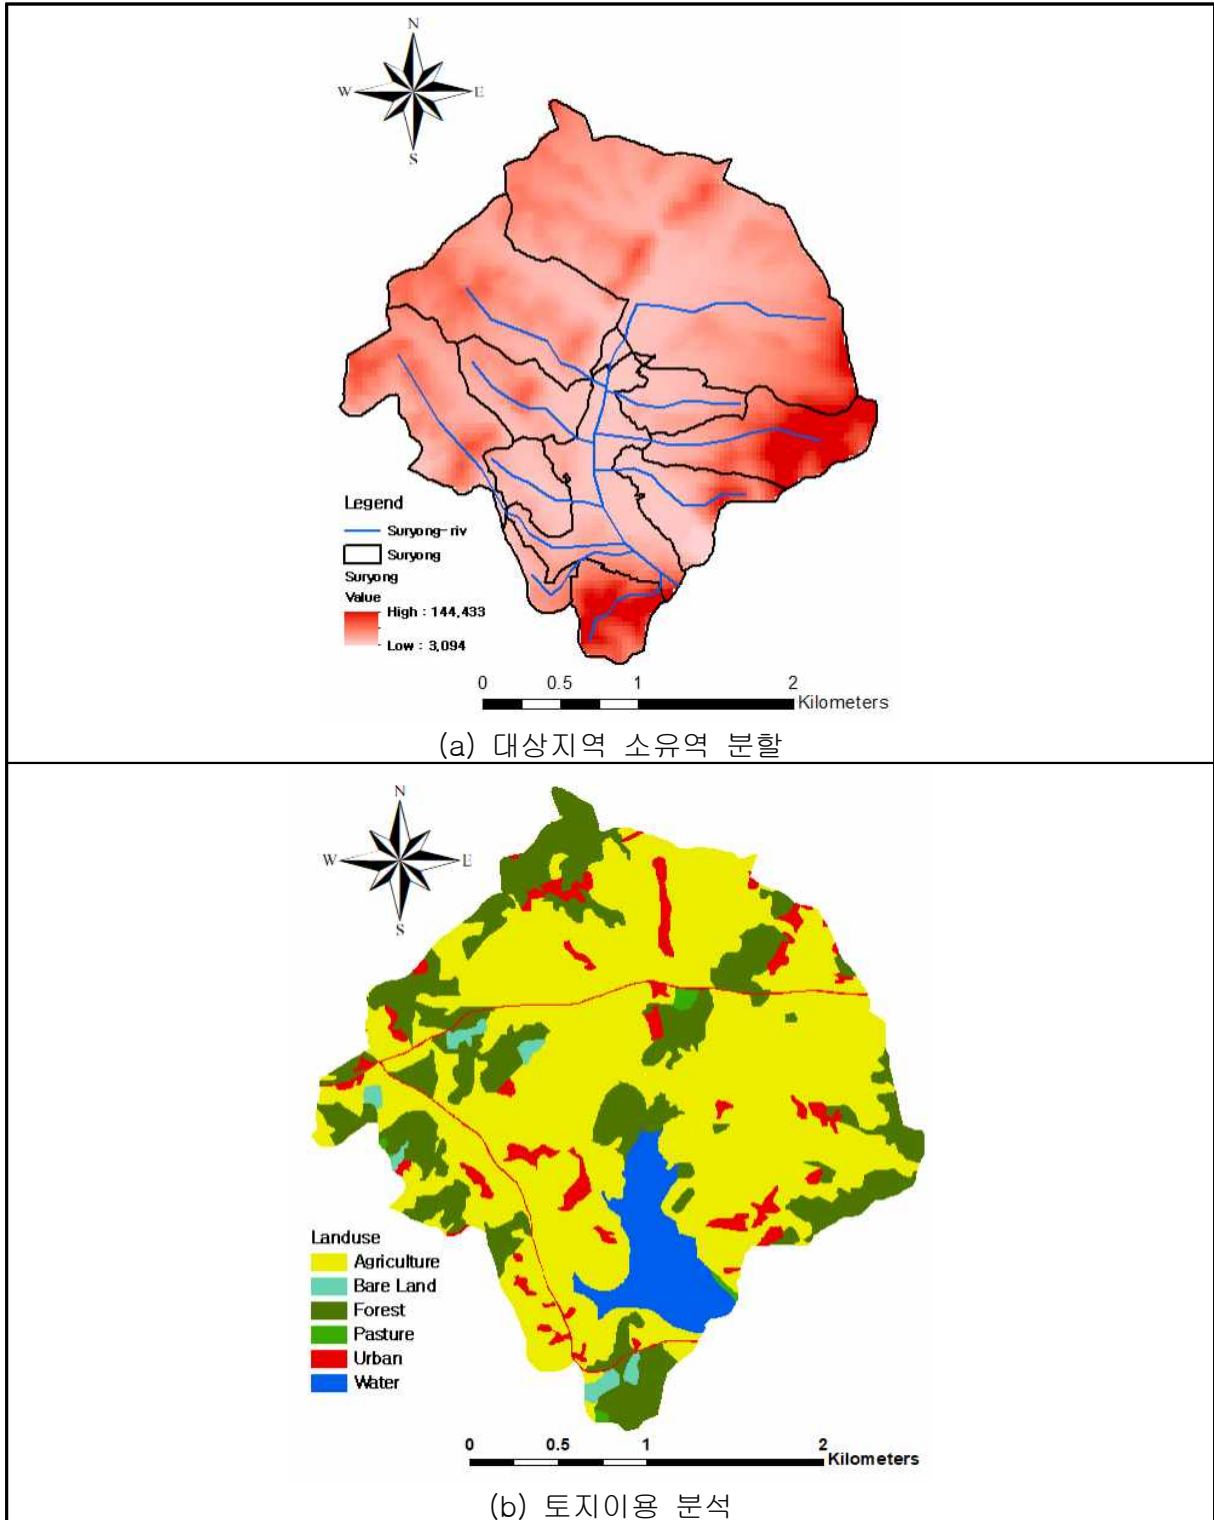 N
W E
S
Legend
Suryong-riv
Suryong
Suryong
Value
High : 144,433
Low : 3,094
0 0.5 1 2
Kilometers
(a) 대상지역 소유역 분할
N
W E
S
Landuse
Agriculture
Bare Land
Forest
Pasture
Urban
Water
0 0.5 1 2
Kilometers
(b) 토지이용 분석